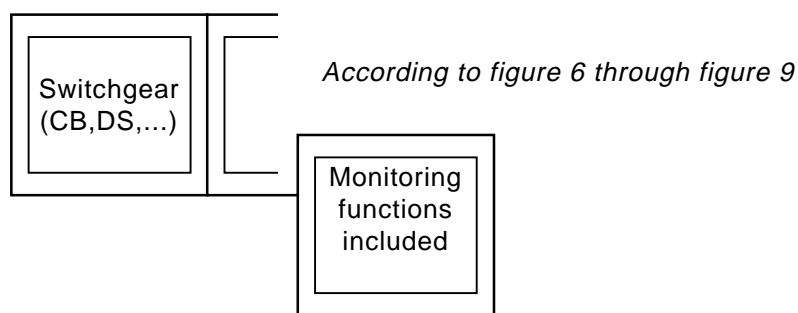 Switchgear
(CB,DS,...)
According to figure 6 through figure 9
Monitoring
functions
included